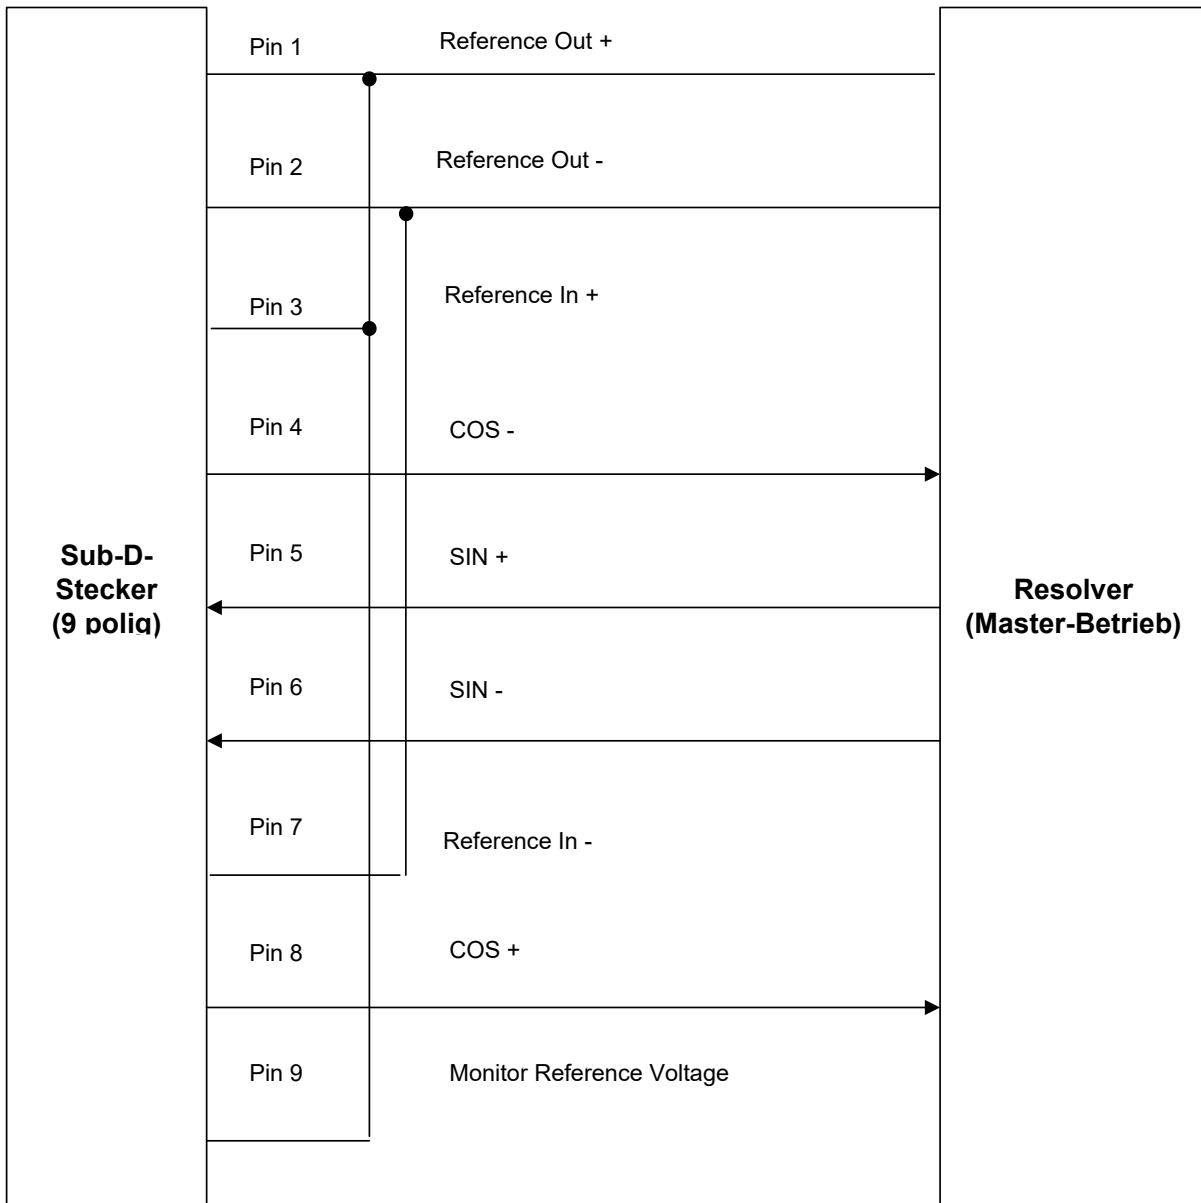 Pin 1
Reference Out +
Pin 2
Reference Out -
Pin 3
Reference In +
Pin 4
COS -
Pin 5
SIN +
Sub-D-
Stecker
(9 polig)
Resolver
(Master-Betrieb)
Pin 6
SIN -
Pin 7
Reference In -
Pin 8
COS +
Pin 9
Monitor Reference Voltage